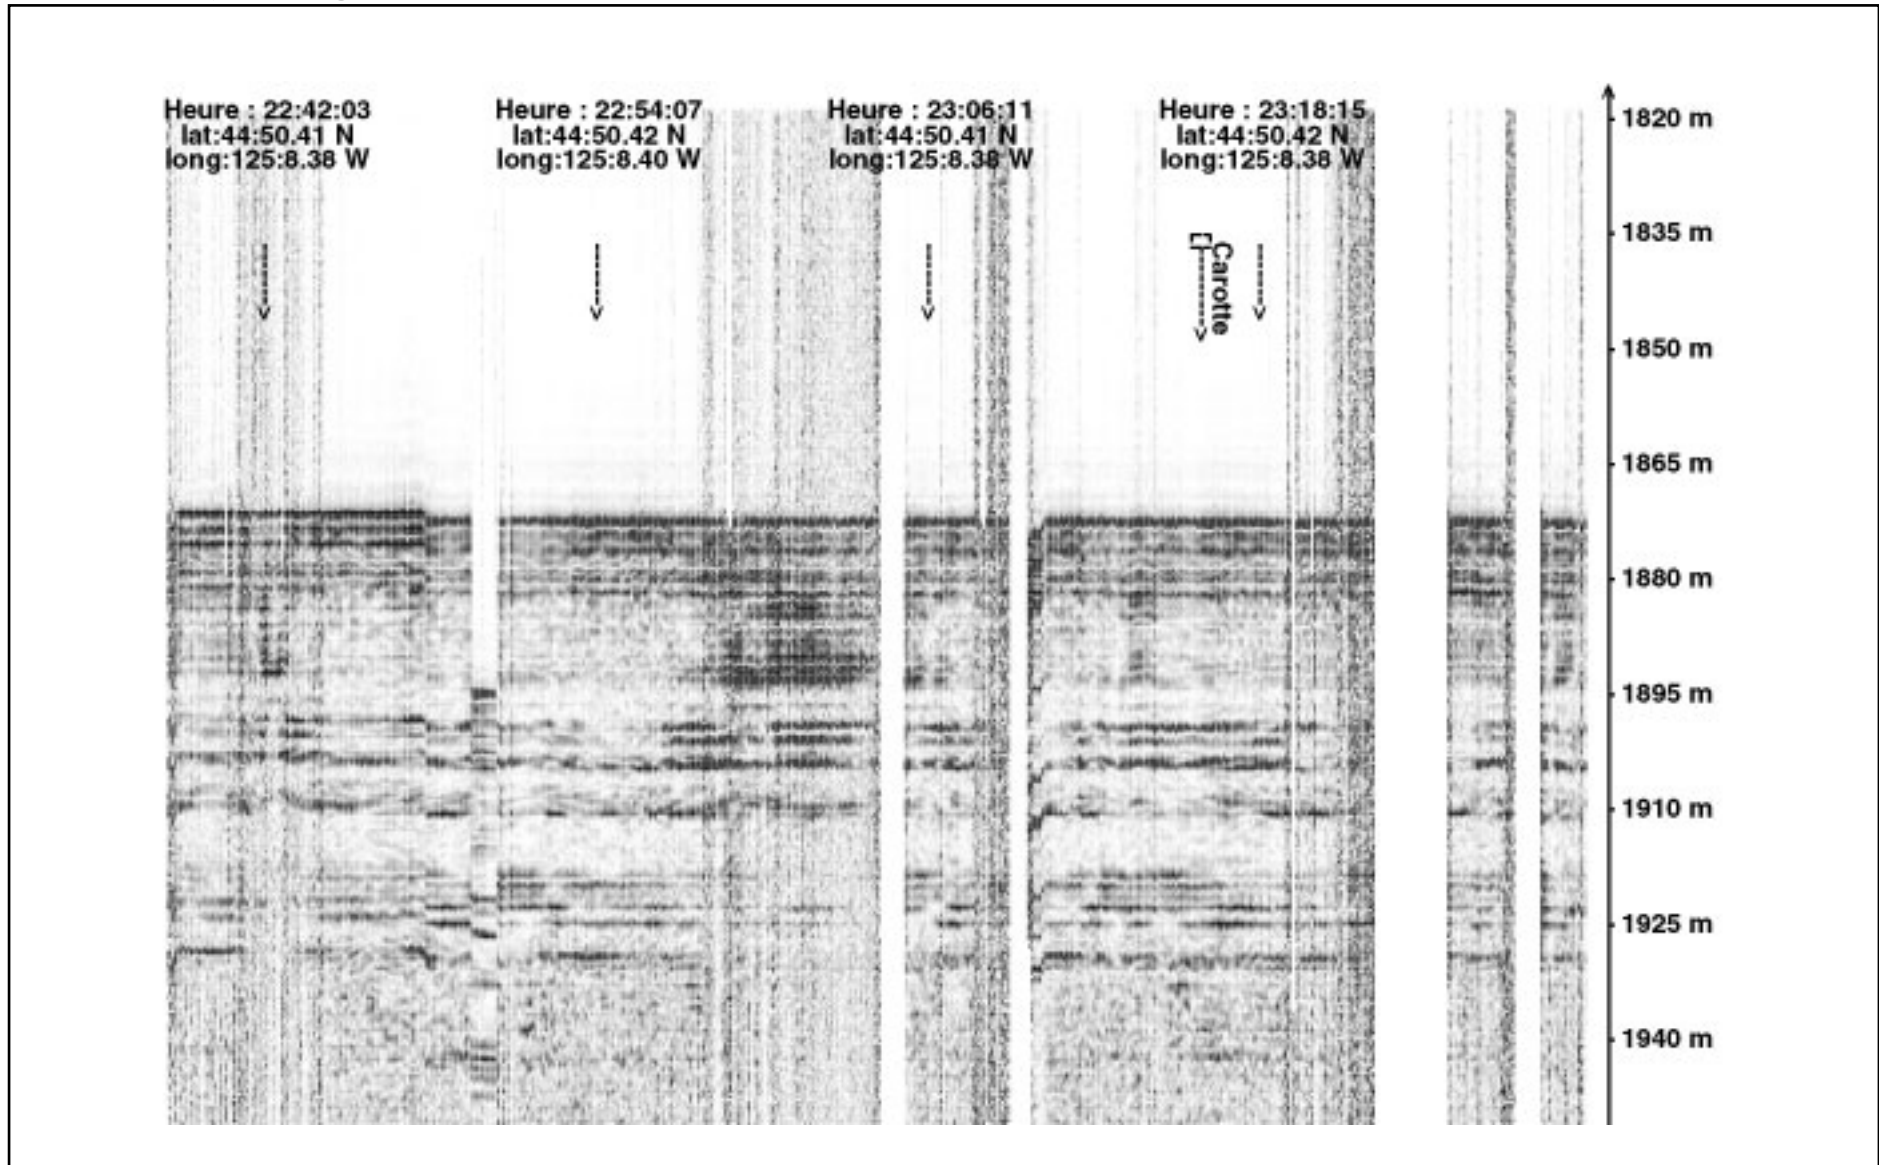 Heure : 22:42:03
lat:44:50.41 N
long:125:8.38 W
Heure : 22:54:07
lat:44:50.42 N
long:125:8.40 W
Heure : 23:06:11
lat:44:50.41 N
long:125:8.38 W
Heure : 23:18:15
lat:44:50.42 N
long:125:8.38 W
Carotte
1820 m
1835 m
1850 m
1865 m
1880 m
1895 m
1910 m
1925 m
1940 m